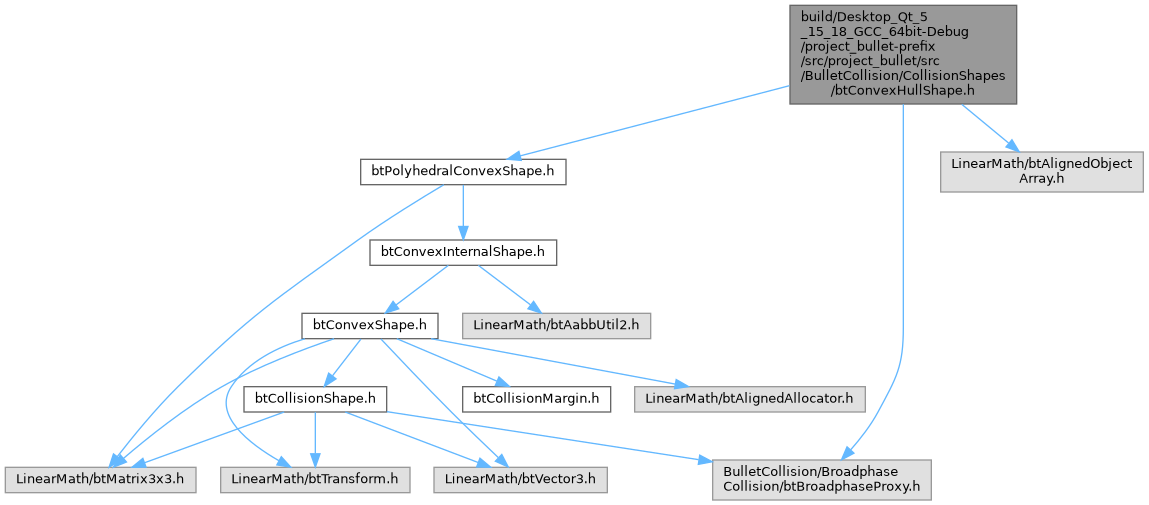 build/Desktop_Qt_5
_15_18_GCC_64bit-Debug
/project_bullet-prefix
/src/project_bullet/src
/BulletCollision/CollisionShapes
/btConvexHullShape.h
btPolyhedralConvexShape.h
LinearMath/btAlignedObject
Array.h
btConvexInternalShape.h
btConvexShape.h
LinearMath/btAabbUtil2.h
btCollisionShape.h
btCollisionMargin.h
LinearMath/btAlignedAllocator.h
LinearMath/btMatrix3x3.h
LinearMath/btTransform.h
LinearMath/btVector3.h
BulletCollision/Broadphase
Collision/btBroadphaseProxy.h